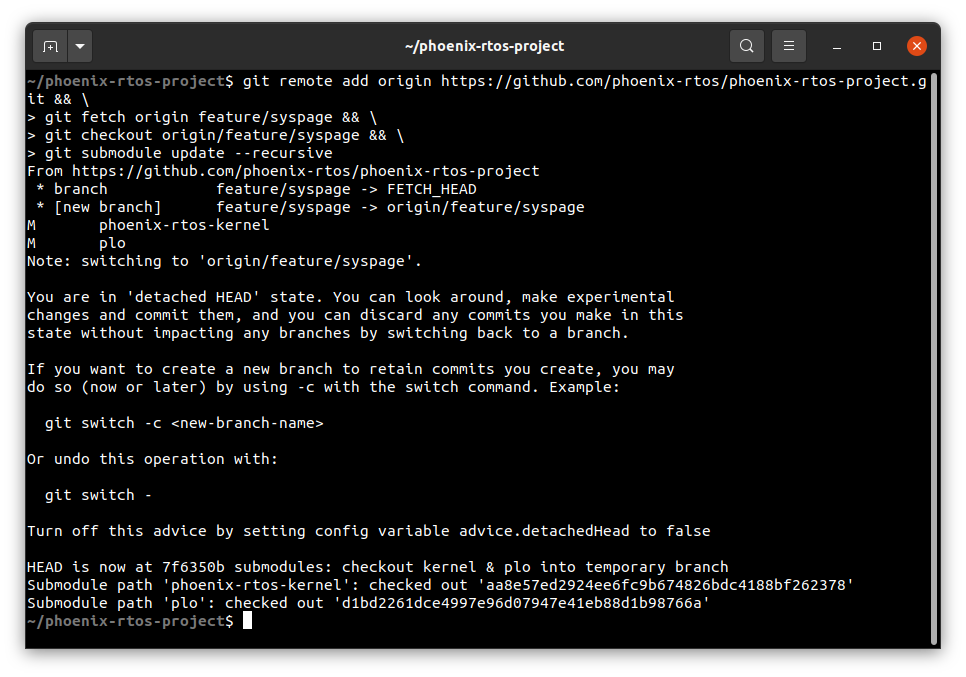 ~/phoenix-rtos-project
~/phoenix-rtos-project$ git remote add origin https://github.com/phoenix-rtos/phoenix-rtos-project.g
it && \
> git fetch origin feature/syspage && \
> git checkout origin/feature/syspage && \
> git submodule update --recursive
From https://github.com/phoenix-rtos/phoenix-rtos-project
 * branch            feature/syspage -> FETCH_HEAD
 * [new branch]      feature/syspage -> origin/feature/syspage
M       phoenix-rtos-kernel
M       plo
Note: switching to 'origin/feature/syspage'.

You are in 'detached HEAD' state. You can look around, make experimental
changes and commit them, and you can discard any commits you make in this
state without impacting any branches by switching back to a branch.

If you want to create a new branch to retain commits you create, you may
do so (now or later) by using -c with the switch command. Example:

  git switch -c <new-branch-name>

Or undo this operation with:

  git switch -

Turn off this advice by setting config variable advice.detachedHead to false

HEAD is now at 7f6350b submodules: checkout kernel & plo into temporary branch
Submodule path 'phoenix-rtos-kernel': checked out 'aa8e57ed2924ee6fc9b674826bdc4188bf262378'
Submodule path 'plo': checked out 'd1bd2261dce4997e96d07947e41eb88d1b98766a'
~/phoenix-rtos-project$